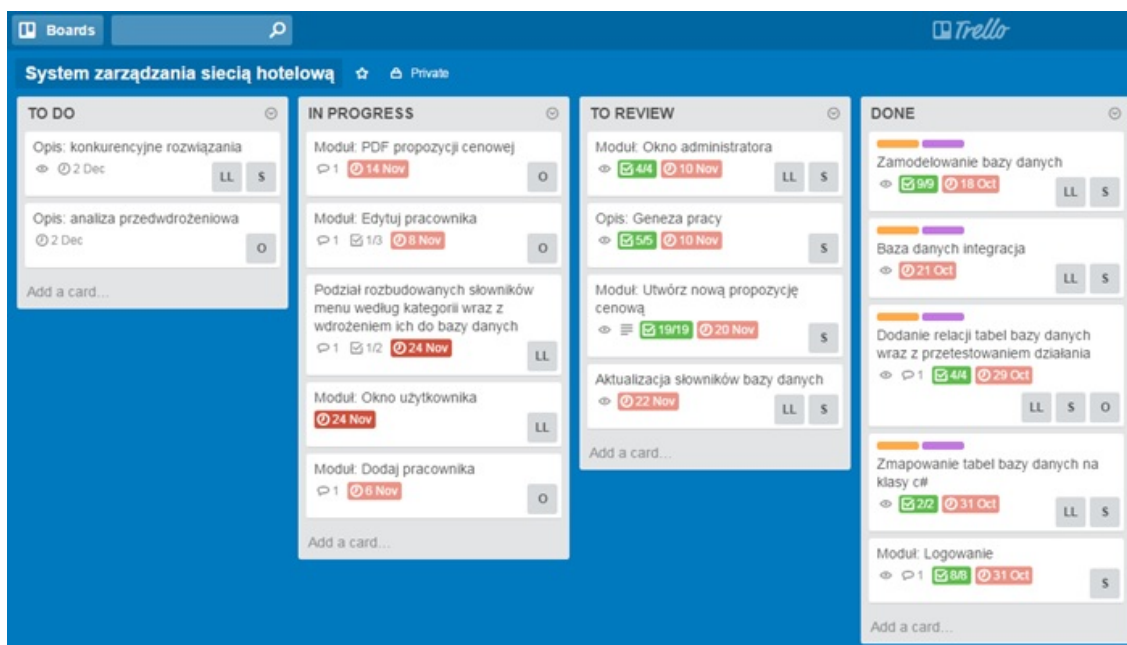 Boards
Trello
System zarządzania siecią hotelową Private
TO DO
Opis: konkurencyjne rozwiązania
2 Dec
LL S
Opis: analiza przedwdrożeniowa
2 Dec
O
Add a card...
IN PROGRESS
Moduł: PDF propozycji cenowej
1 14 Nov
O
Moduł: Edytuj pracownika
1 1/3 8 Nov
O
Podział rozbudowanych słowników
menu według kategorii wraz z
wdrożeniem ich do bazy danych
1 1/2 24 Nov
LL
Moduł: Okno użytkownika
24 Nov
LL
Moduł: Dodaj pracownika
1 6 Nov
O
Add a card...
TO REVIEW
Moduł: Okno administratora
4/4 10 Nov
LL S
Opis: Geneza pracy
5/5 10 Nov
S
Moduł: Utwórz nową propozycję
cenową
19/19 20 Nov
S
Aktualizacja słowników bazy danych
22 Nov
LL S
Add a card...
DONE
Zamodelowanie bazy danych
9/9 18 Oct
LL S
Baza danych integracja
21 Oct
LL S
Dodanie relacji tabel bazy danych
wraz z przetestowaniem działania
1 4/4 29 Oct
LL S O
Zmapowanie tabel bazy danych na
klasy c#
2/2 31 Oct
LL S
Moduł: Logowanie
1 8/8 31 Oct
S
Add a card...